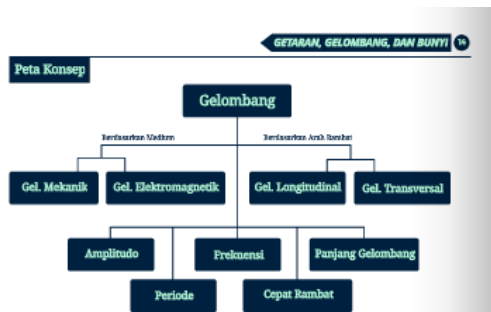 GETARAN, GELOMBANG, DAN BUNYI 14
Peta Konsep
Gelombang
Berdasarkan Medium
Berdasarkan Arah Rambat
Gel. Mekanik
Gel. Elektromagnetik
Gel. Longitudinal
Gel. Transversal
Amplitudo
Frekuensi
Panjang Gelombang
Periode
Cepat Rambat